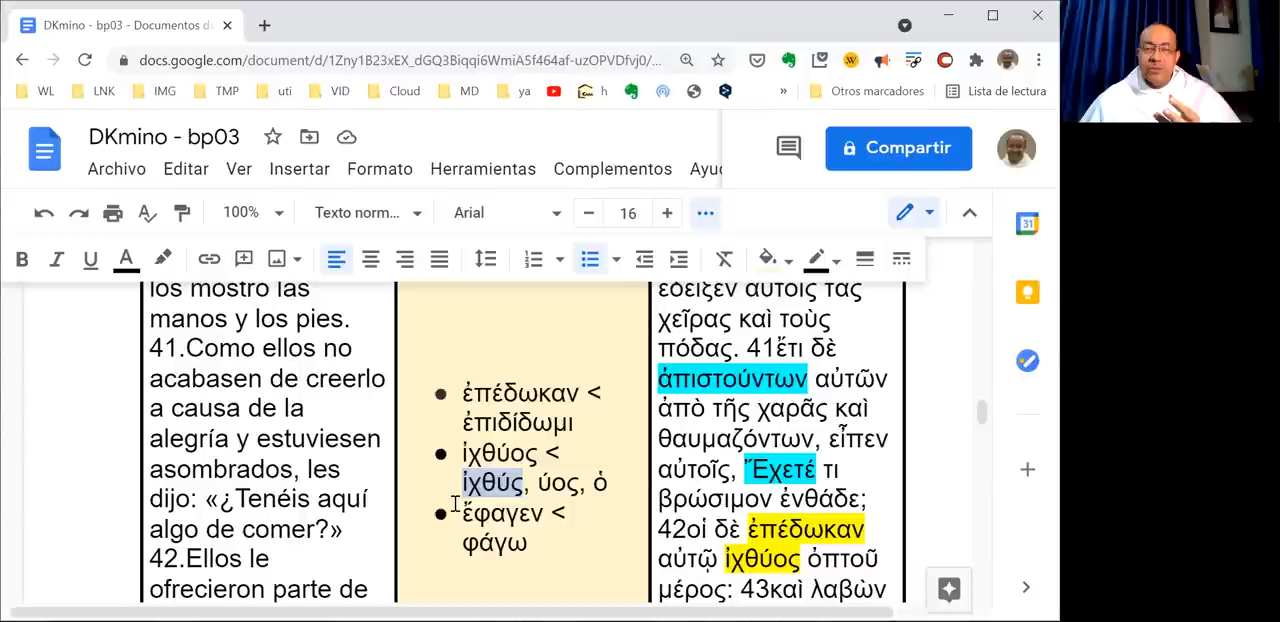 DKmino - bp03 - Documentos de
docs.google.com/document/d/1Zny1B23xEX_dGQ3Biqqi6WmiA5f464af-uzOPVDfvj0/...
WL LNK IMG TMP uti VID Cloud MD ya h » Otros marcadores Lista de lectura
DKmino - bp03
Compartir
Archivo Editar Ver Insertar Formato Herramientas Complementos Ayuc
100% Texto norm... Arial 16
B I U A
31
los mostró las
manos y los pies.
41.Como ellos no
acabasen de creerlo
a causa de la
alegría y estuviesen
asombrados, les
dijo: «¿Tenéis aquí
algo de comer?»
42.Ellos le
ofrecieron parte de
ἐπέδωκαν <
ἐπιδίδωμι
ἰχθύος <
ἰχθύς, ύος, ὁ
ἔφαγεν <
φάγω
ἔδειξεν αὐτοῖς τὰς
χεῖρας καὶ τοὺς
πόδας. 41ἔτι δὲ
ἀπιστούντων αὐτῶν
ἀπὸ τῆς χαρᾶς καὶ
θαυμαζόντων, εἶπεν
αὐτοῖς, Ἔχετέ τι
βρώσιμον ἐνθάδε;
42οἱ δὲ ἐπέδωκαν
αὐτῷ ἰχθύος ὀπτοῦ
μέρος: 43καὶ λαβὼν